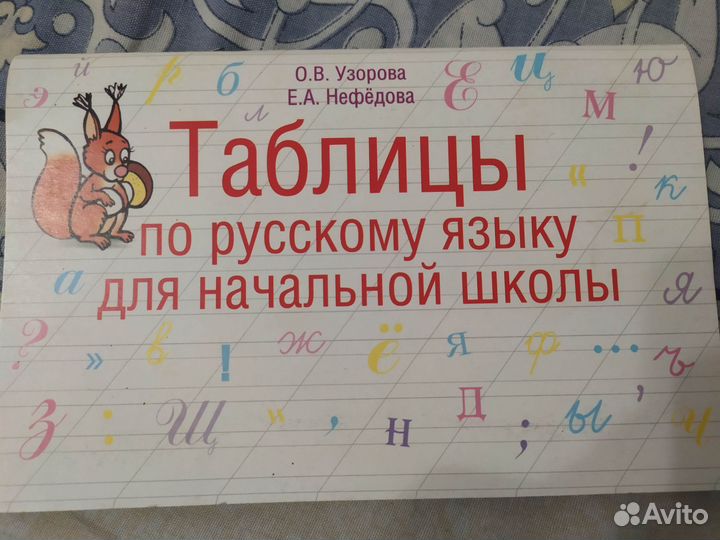 О.В. Узорова
Е.А. Нефёдова
Таблицы
по русскому языку
для начальной школы
э й р б л Е ц м ю
! « к П
а я
? » в ! ж ё я ф ... ъ
З : Щ « , н Д ; ы ' ч
Avito